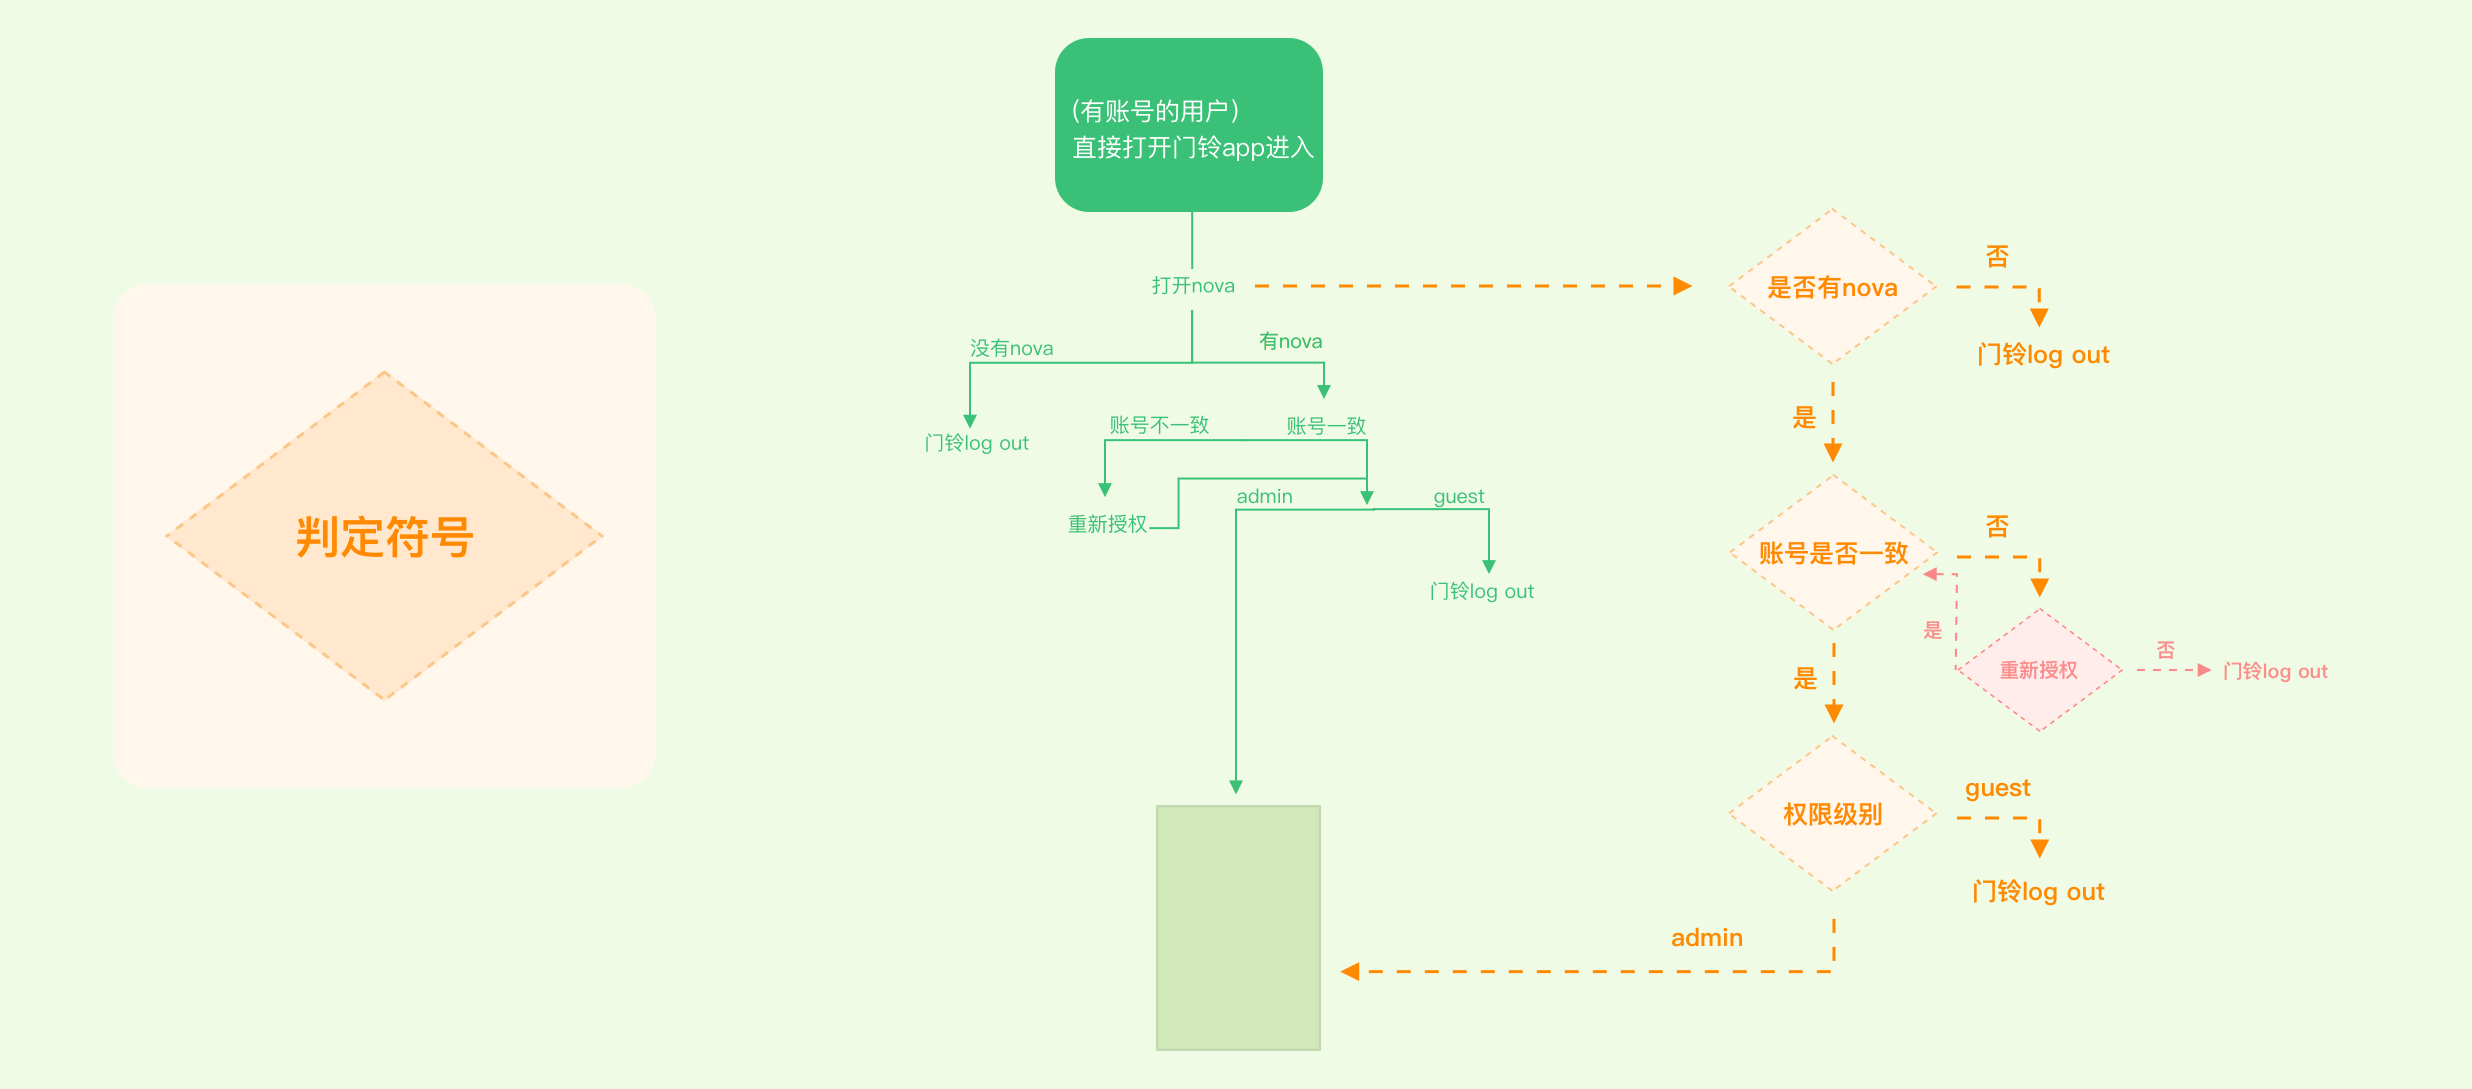 (有账号的用户)
直接打开门铃app进入
打开nova
没有nova
有nova
门铃log out
账号不一致
账号一致
重新授权
admin
guest
门铃log out
判定符号
是否有nova
否
门铃log out
是
账号是否一致
否
是
重新授权
否
门铃log out
是
权限级别
guest
门铃log out
admin